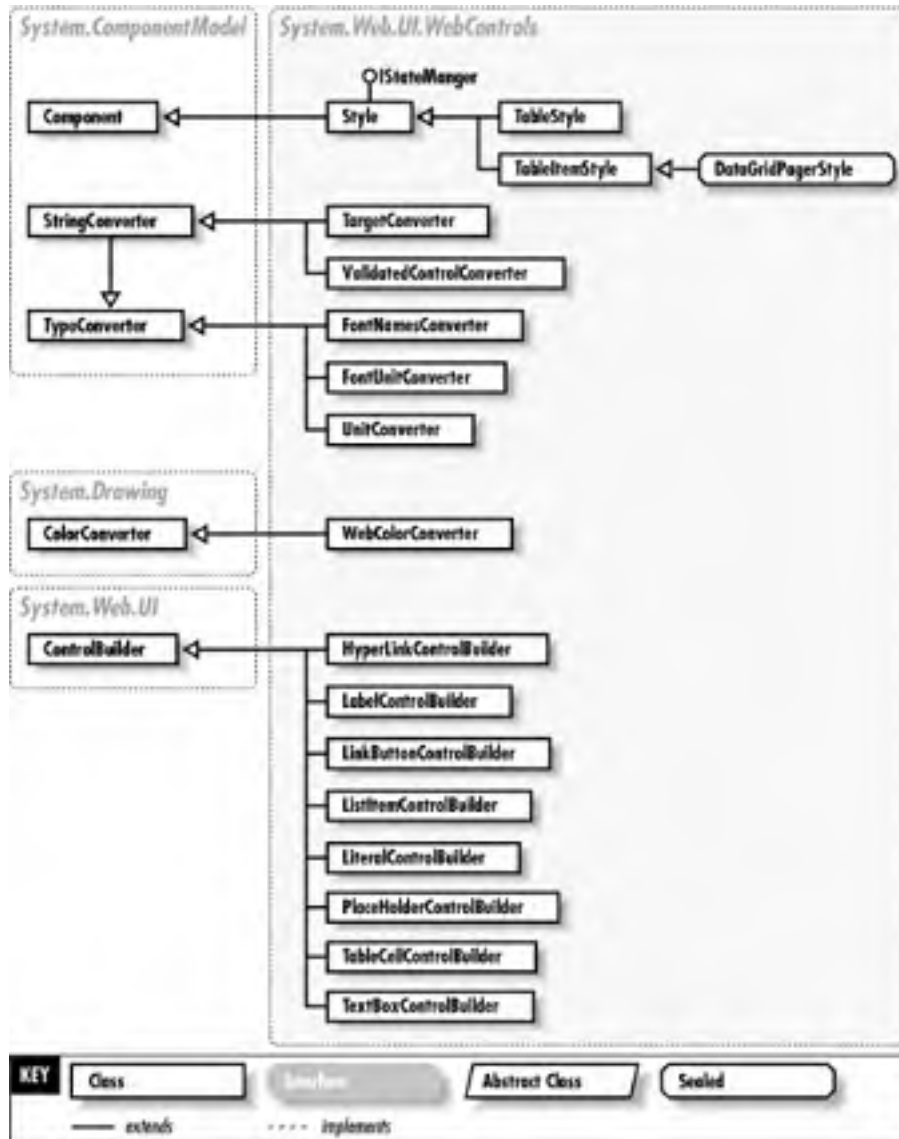 System.ComponentModel
System.Web.UI.WebControls
IStateManger
Component
Style
TableStyle
TableItemStyle
DataGridPagerStyle
StringConverter
TargetConverter
ValidatedControlConverter
TypeConverter
FontNamesConverter
FontUnitConverter
UnitConverter
System.Drawing
ColorConverter
WebColorConverter
System.Web.UI
ControlBuilder
HyperLinkControlBuilder
LabelControlBuilder
LinkButtonControlBuilder
ListItemControlBuilder
LiteralControlBuilder
PlaceHolderControlBuilder
TableCellControlBuilder
TextBoxControlBuilder
KEY
Class
Interface
Abstract Class
Sealed
extends
implements